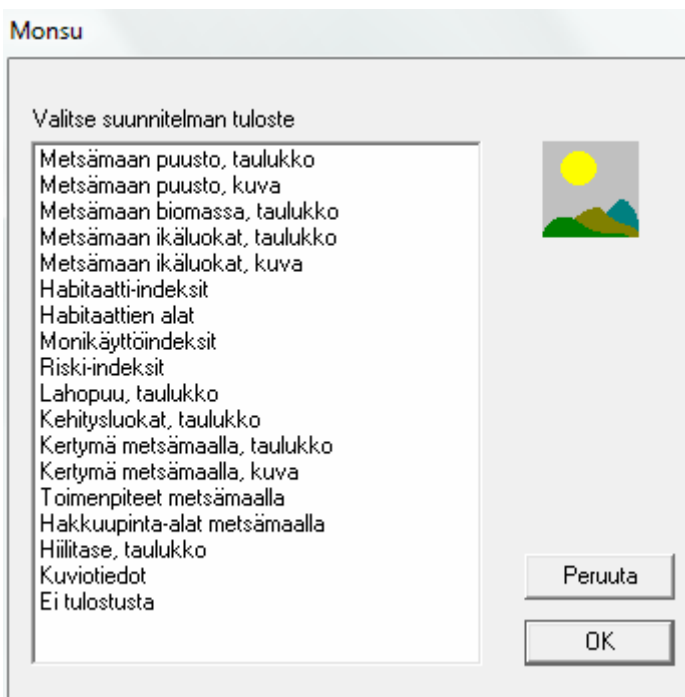 Monsu
Valitse suunnitelman tuloste
Metsämaan puusto, taulukko
Metsämaan puusto, kuva
Metsämaan biomassa, taulukko
Metsämaan ikäluokat, taulukko
Metsämaan ikäluokat, kuva
Habitaatti-indeksit
Habitaattien alat
Monikäyttöindeksit
Riski-indeksit
Lahopuu, taulukko
Kehitysluokat, taulukko
Kertymä metsämaalla, taulukko
Kertymä metsämaalla, kuva
Toimenpiteet metsämaalla
Hakkuupinta-alat metsämaalla
Hiilitase, taulukko
Kuviotiedot
Ei tulostusta
Peruuta
OK